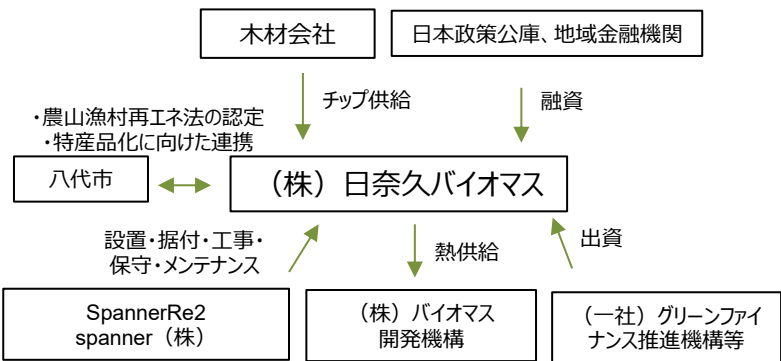 木材会社
日本政策公庫、地域金融機関
チップ供給
融資
・農山漁村再エネ法の認定
・特産品化に向けた連携
八代市
（株）日奈久バイオマス
設置・据付・工事・
保守・メンテナンス
熱供給
出資
SpannerRe2
spanner（株）
（株）バイオマス
開発機構
（一社）グリーンファイ
ナンス推進機構等